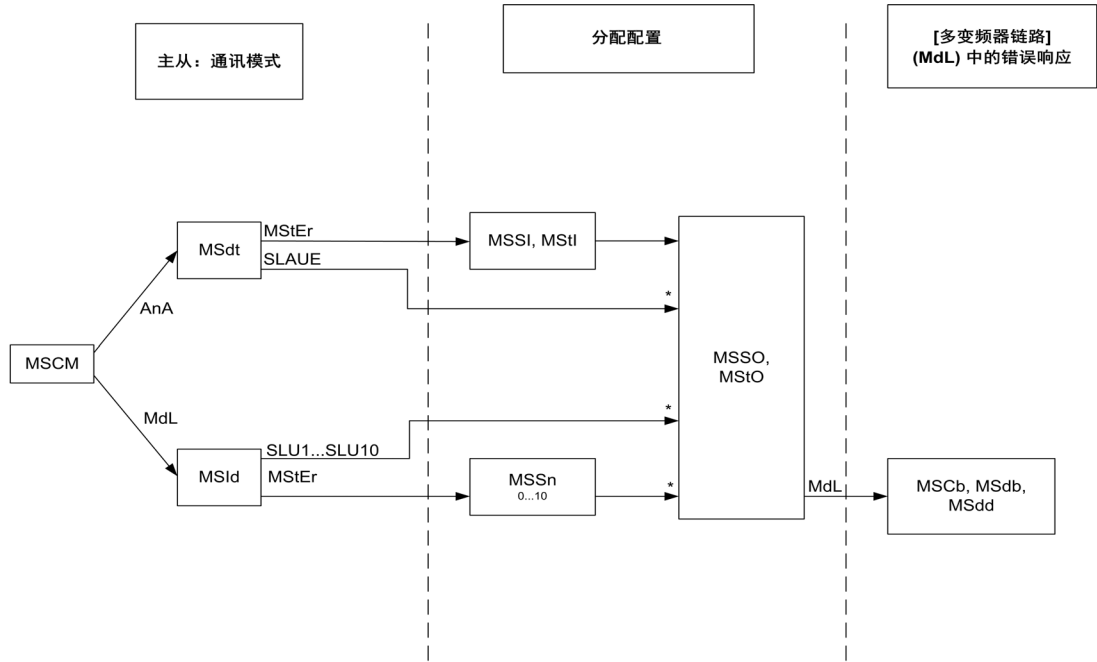 主从：通讯模式
分配配置
[多变频器链路]
(MdL) 中的错误响应
MSdt
MStEr
SLAUE
MSSI, MStI
*
AnA
MSCM
MSSO,
MStO
MdL
*
SLU1...SLU10
MSId
MStEr
MSSn
0...10
*
MdL
MSCb, MSdb,
MSdd